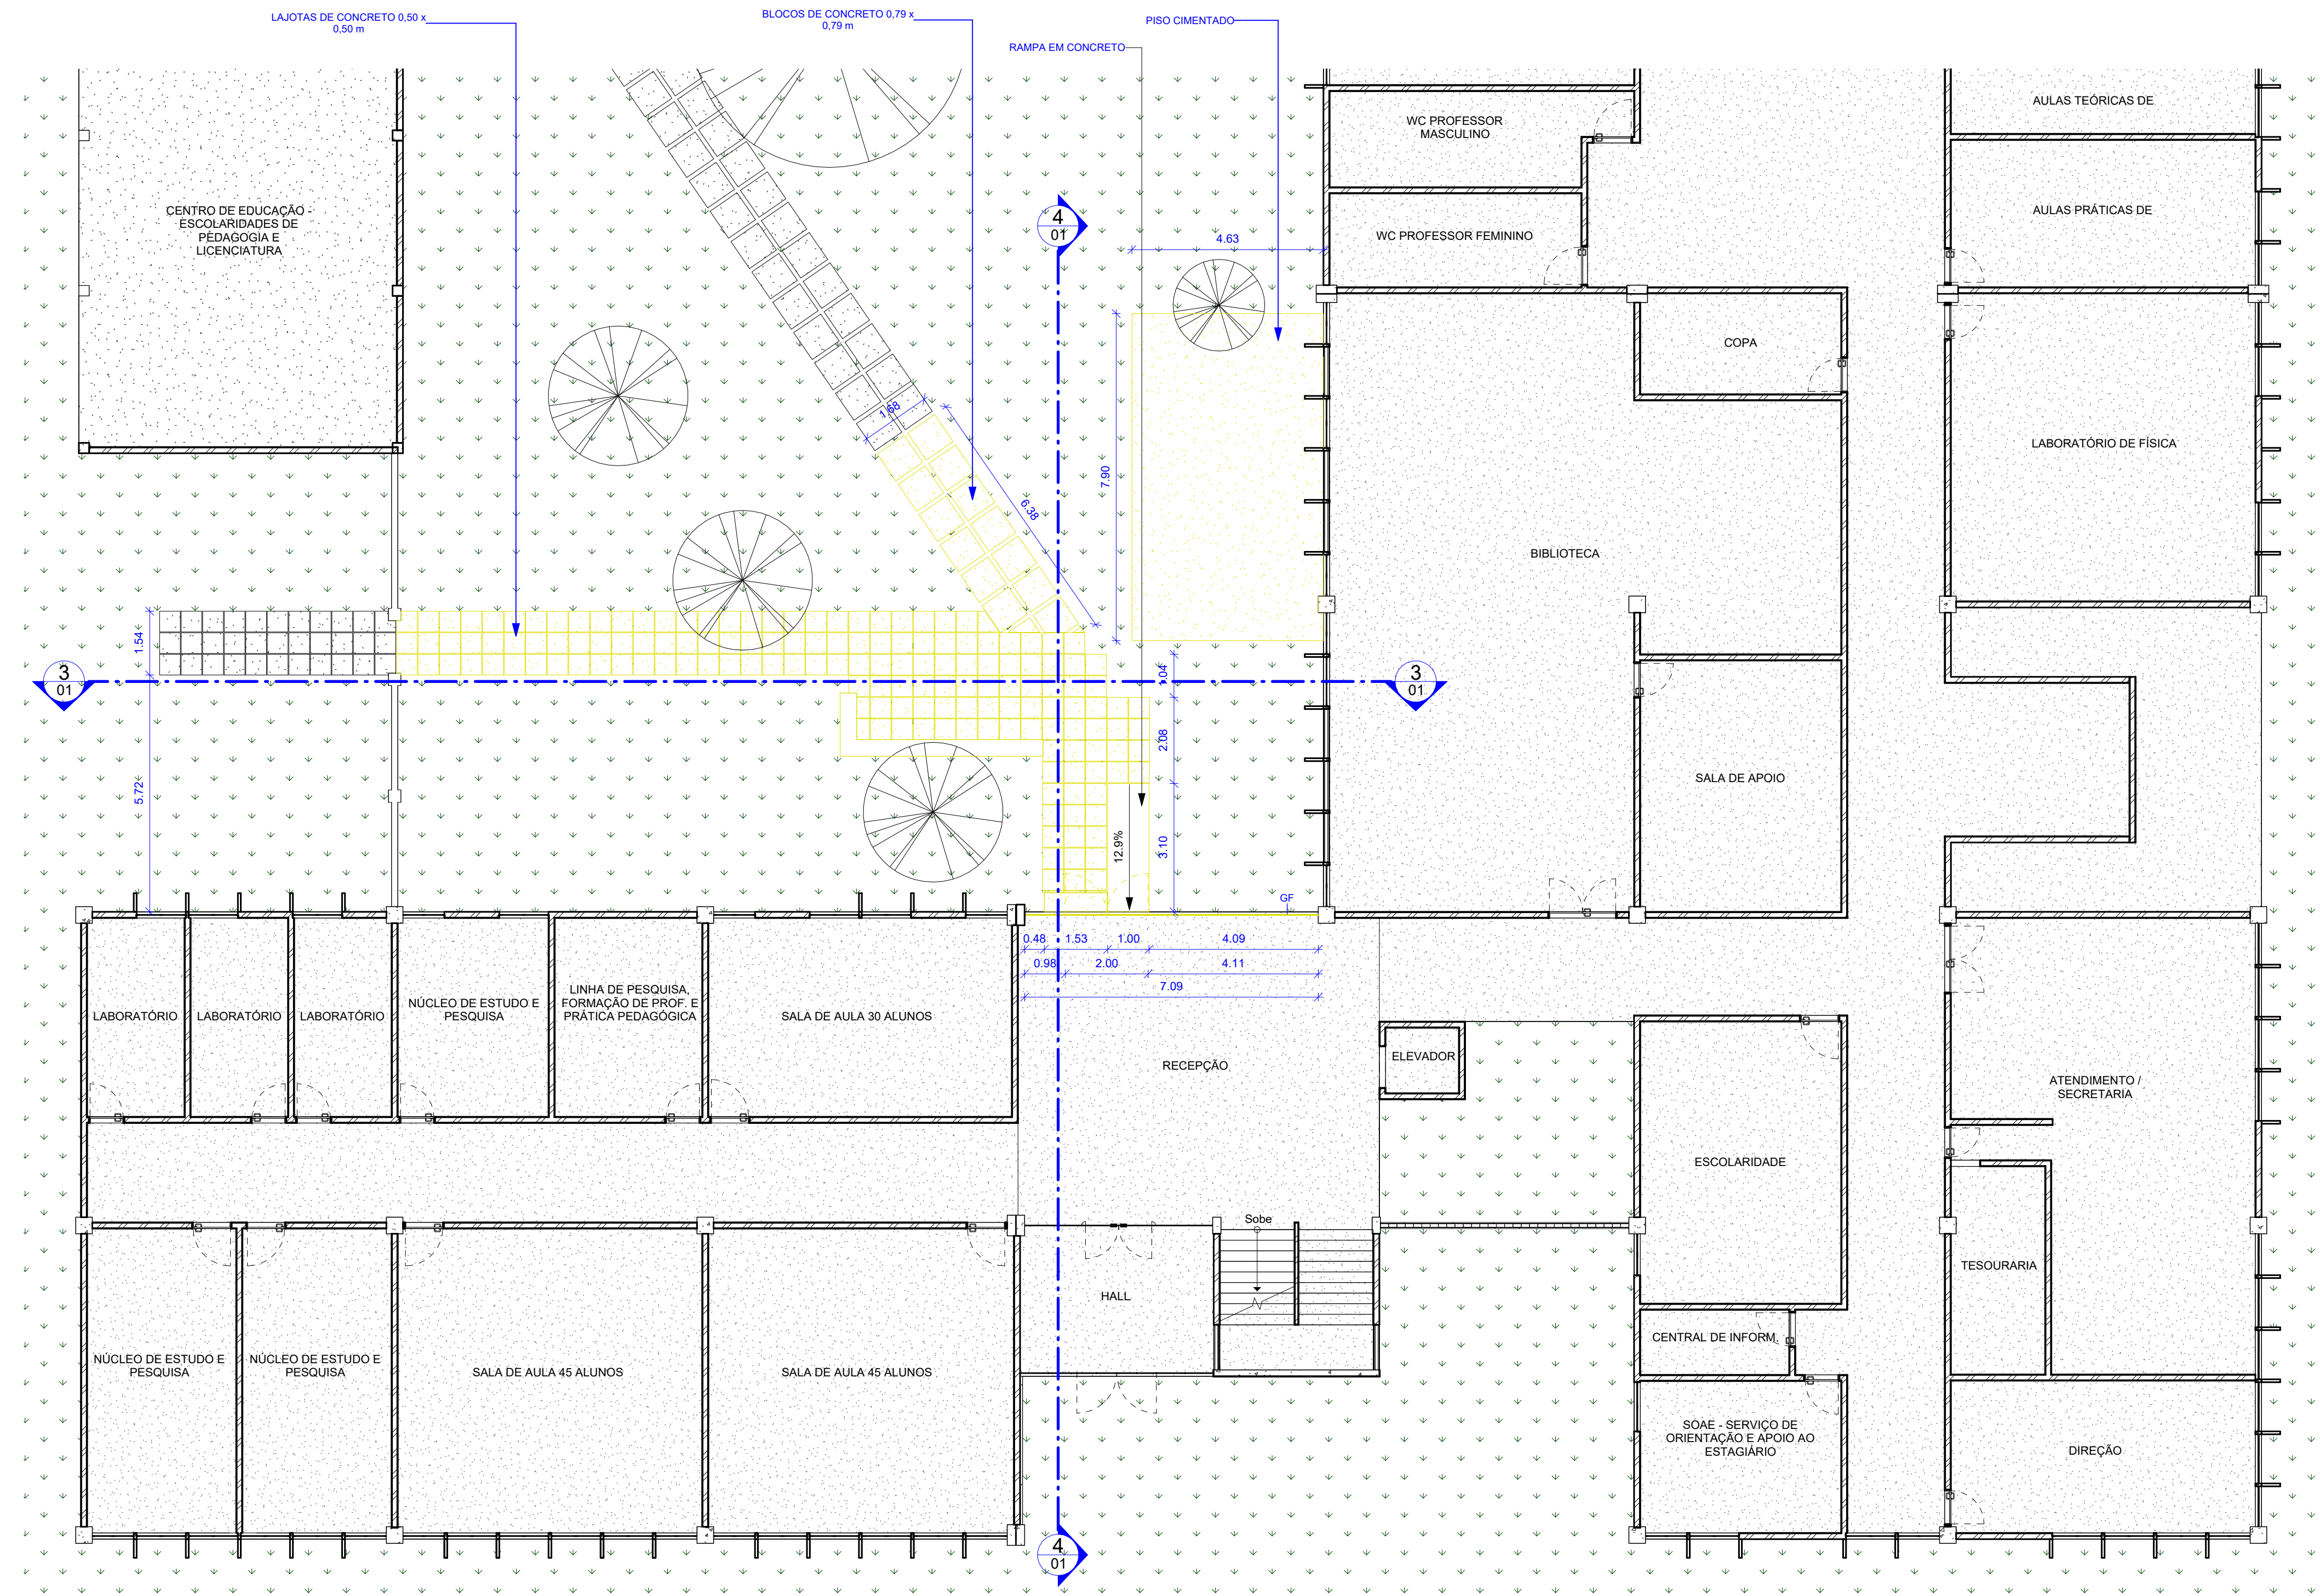 LAJOTAS DE CONCRETO 0,50 x
0,50 m
BLOCOS DE CONCRETO 0,79 x
0,79 m
PISO CIMENTADO
RAMPA EM CONCRETO
AULAS TEÓRICAS DE
WC PROFESSOR
MASCULINO
CENTRO DE EDUCAÇÃO -
ESCOLARIDADES DE
PEDAGOGIA E
LICENCIATURA
AULAS PRÁTICAS DE
4
01
WC PROFESSOR FEMININO
4.63
COPA
1.68
LABORATÓRIO DE FÍSICA
7.90
6.38
BIBLIOTECA
1.54
3
01
1.04
3
01
2.08
SALA DE APOIO
5.72
12.9%
3.10
GF
0.48
1.53
1.00
4.09
0.98
2.00
4.11
7.09
LABORATÓRIO
LABORATÓRIO
LABORATÓRIO
NÚCLEO DE ESTUDO E
PESQUISA
LINHA DE PESQUISA,
FORMAÇÃO DE PROF. E
PRÁTICA PEDAGÓGICA
SALA DE AULA 30 ALUNOS
RECEPÇÃO
ELEVADOR
ATENDIMENTO /
SECRETARIA
ESCOLARIDADE
Sobe
TESOURARIA
HALL
CENTRAL DE INFORM.
NÚCLEO DE ESTUDO E
PESQUISA
NÚCLEO DE ESTUDO E
PESQUISA
SALA DE AULA 45 ALUNOS
SALA DE AULA 45 ALUNOS
SOAE - SERVIÇO DE
ORIENTAÇÃO E APOIO AO
ESTAGIÁRIO
DIREÇÃO
4
01